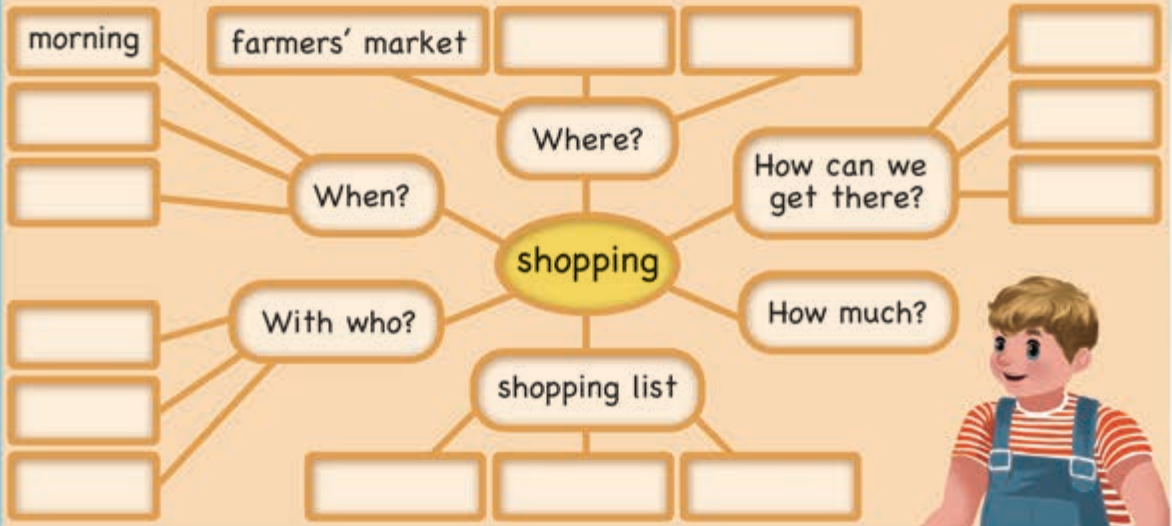 morning
farmers’ market
Where?
How can we
get there?
When?
shopping
With who?
How much?
shopping list